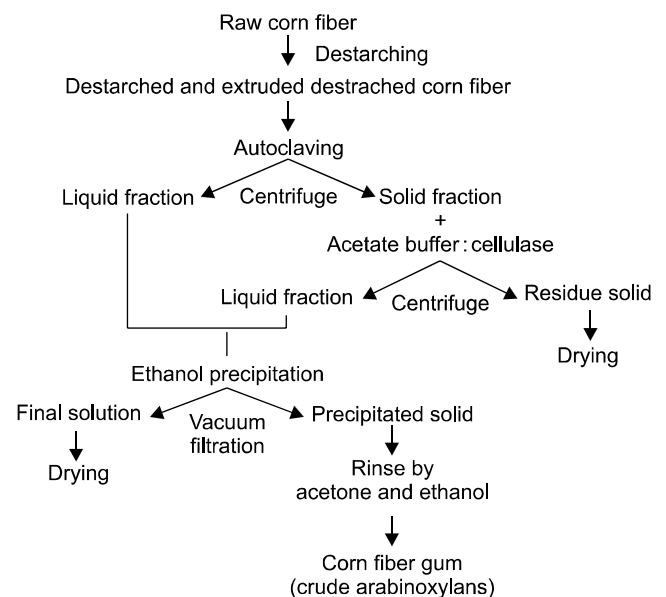 Raw corn fiber
Destarching
Destarched and extruded destrached corn fiber
Autoclaving
Liquid fraction
Centrifuge
Solid fraction
+
Acetate buffer : cellulase
Liquid fraction
Centrifuge
Residue solid
Drying
Ethanol precipitation
Final solution
Vacuum
filtration
Precipitated solid
Drying
Rinse by
acetone and ethanol
Corn fiber gum
(crude arabinoxylans)